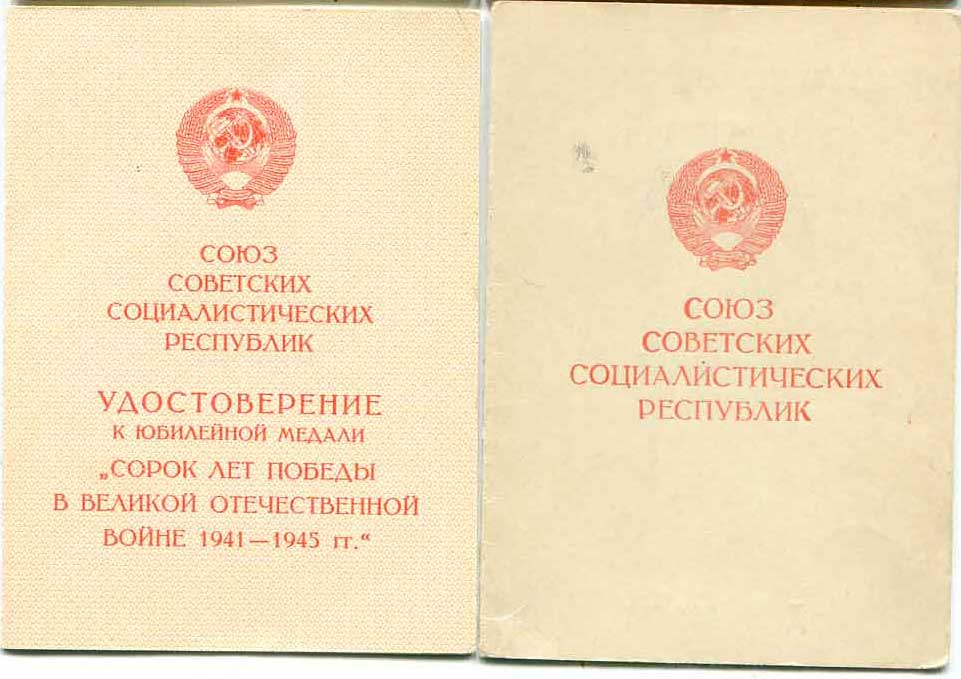 СОЮЗ
СОВЕТСКИХ
СОЦИАЛИСТИЧЕСКИХ
РЕСПУБЛИК
УДОСТОВЕРЕНИЕ
К ЮБИЛЕЙНОЙ МЕДАЛИ
„СОРОК ЛЕТ ПОБЕДЫ
В ВЕЛИКОЙ ОТЕЧЕСТВЕННОЙ
ВОЙНЕ 1941—1945 гг.“
СОЮЗ
СОВЕТСКИХ
СОЦИАЛИСТИЧЕСКИХ
РЕСПУБЛИК